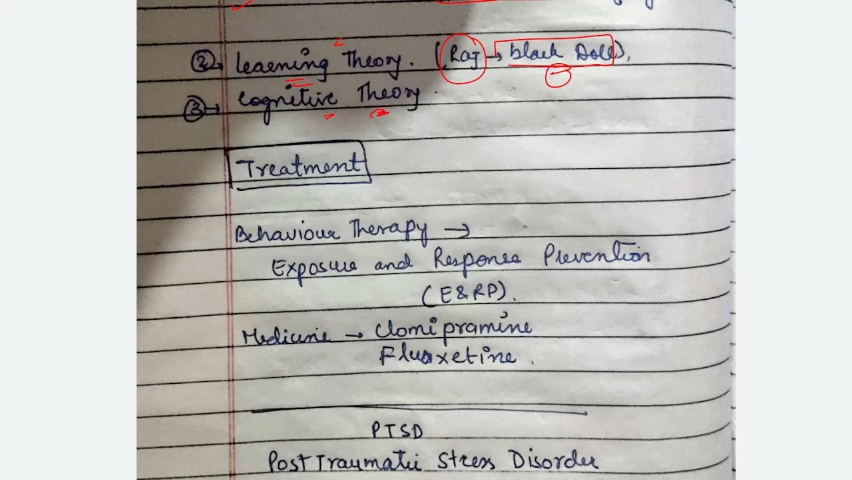 ②→ Learning Theory. (Raj → black Doll).
③→ Cognitive Theory.
Treatment
Behaviour Therapy →
Exposure and Response Prevention
(E&RP).
Medicine → Clomipramine
Fluoxetine.
PTSD
Post Traumatic Stress Disorder